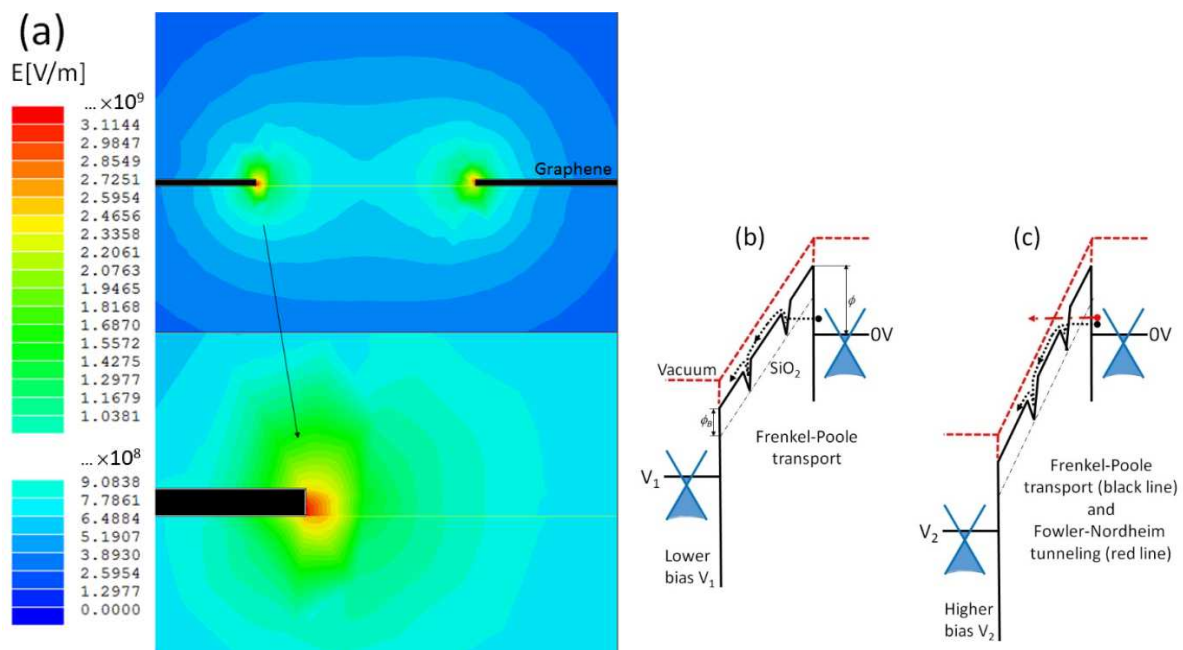 (a)
E[V/m]
...×10⁹
3.1144
2.9847
2.8549
2.7251
2.5954
2.4656
2.3358
2.2061
2.0763
1.9465
1.8168
1.6870
1.5572
1.4275
1.2977
1.1679
1.0381
...×10⁸
9.0838
7.7861
6.4884
5.1907
3.8930
2.5954
1.2977
0.0000
Graphene
(b)
ϕ
0V
Vacuum
SiO₂
ϕB
Frenkel-Poole
transport
V₁
Lower
bias V₁
(c)
0V
Frenkel-Poole
transport (black line)
and
Fowler-Nordheim
tunneling (red line)
V₂
Higher
bias V₂